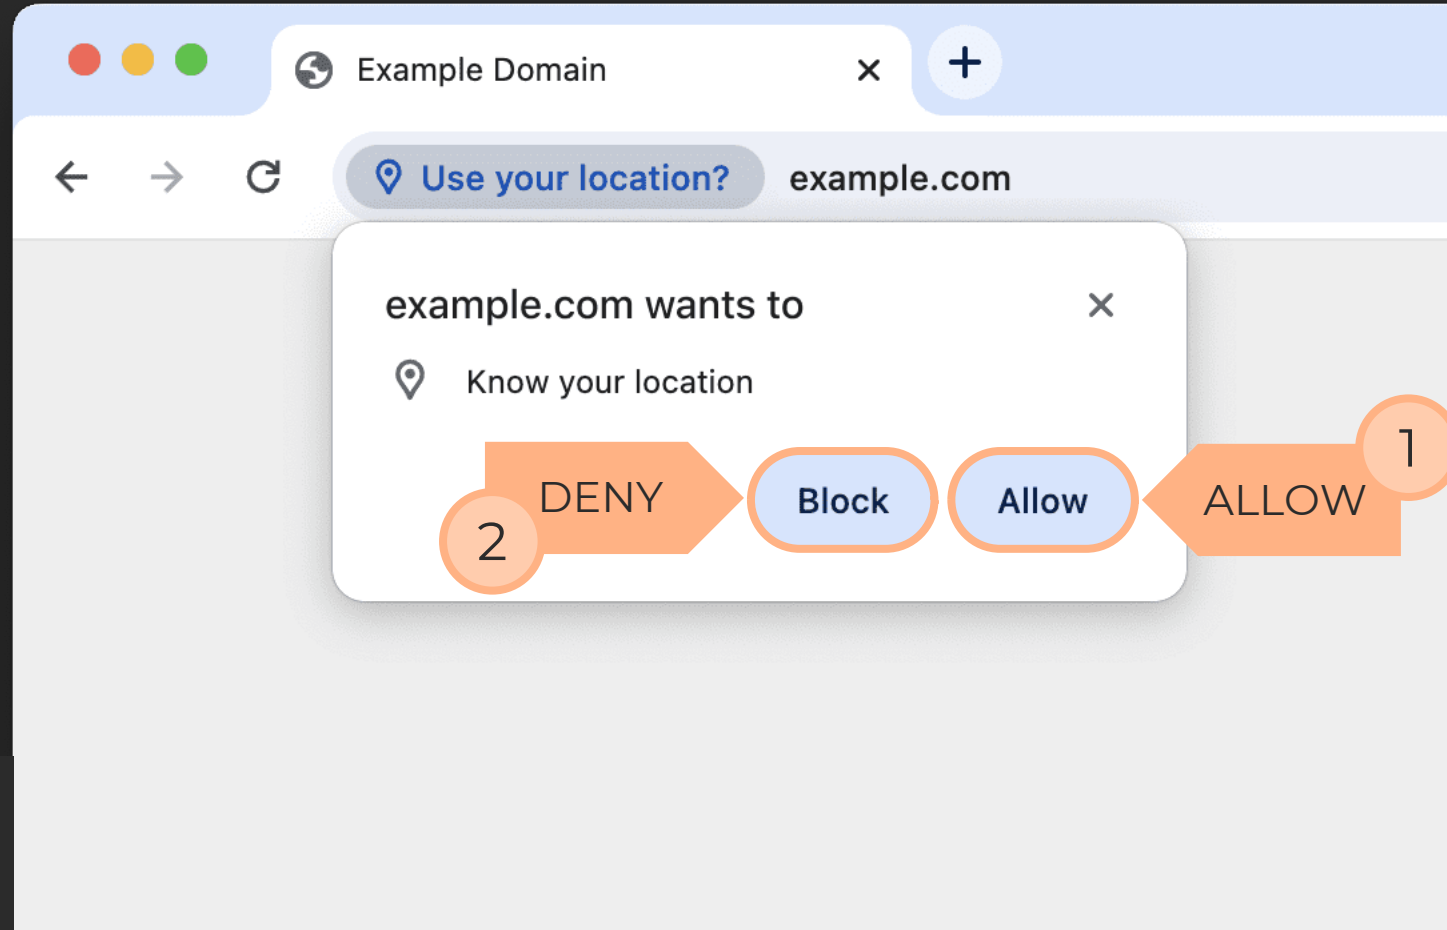 Example Domain
Use your location? example.com
example.com wants to
Know your location
1
DENY Block Allow ALLOW
2